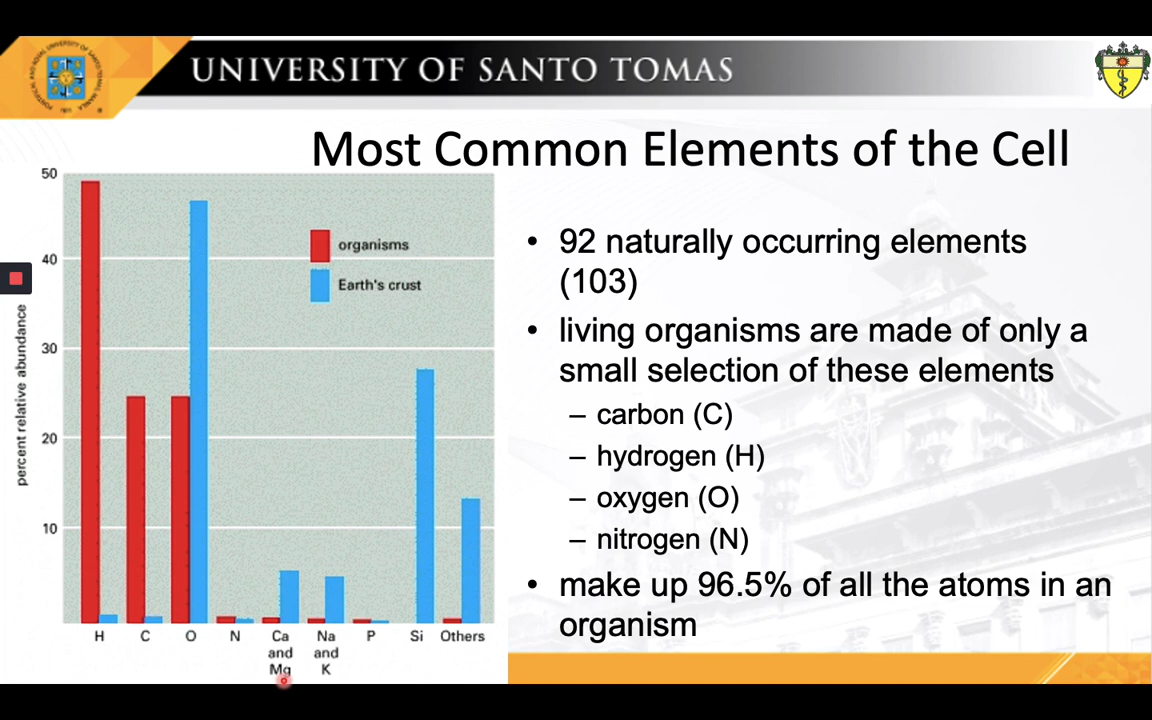 UNIVERSITY OF SANTO TOMAS
Most Common Elements of the Cell
50
40
30
20
10
percent relative abundance
organisms
Earth's crust
H C O N Ca and Mg Na and K P Si Others
• 92 naturally occurring elements
(103)
• living organisms are made of only a
small selection of these elements
– carbon (C)
– hydrogen (H)
– oxygen (O)
– nitrogen (N)
• make up 96.5% of all the atoms in an
organism